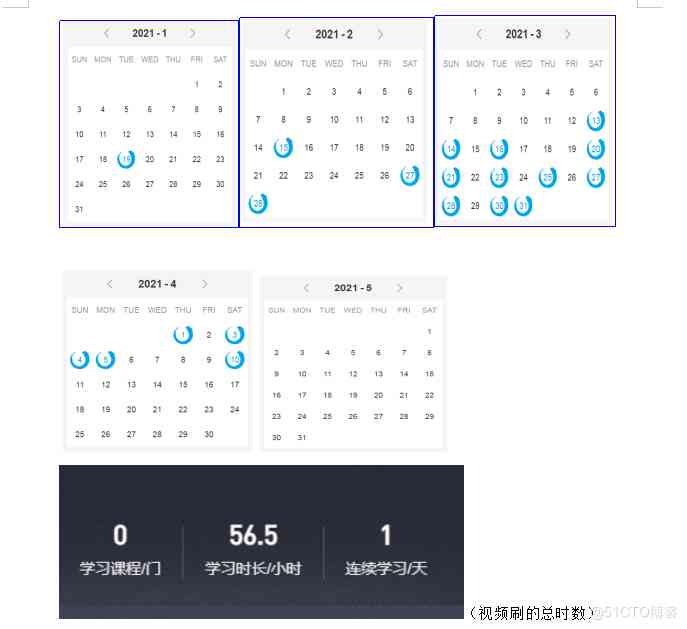 2021 - 1
SUN MON TUE WED THU FRI SAT
1 2
3 4 5 6 7 8 9
10 11 12 13 14 15 16
17 18 19 20 21 22 23
24 25 26 27 28 29 30
31
2021 - 2
SUN MON TUE WED THU FRI SAT
1 2 3 4 5 6
7 8 9 10 11 12 13
14 15 16 17 18 19 20
21 22 23 24 25 26 27
28
2021 - 3
SUN MON TUE WED THU FRI SAT
1 2 3 4 5 6
7 8 9 10 11 12 13
14 15 16 17 18 19 20
21 22 23 24 25 26 27
28 29 30 31
2021 - 4
SUN MON TUE WED THU FRI SAT
1 2 3
4 5 6 7 8 9 10
11 12 13 14 15 16 17
18 19 20 21 22 23 24
25 26 27 28 29 30
2021 - 5
SUN MON TUE WED THU FRI SAT
1
2 3 4 5 6 7 8
9 10 11 12 13 14 15
16 17 18 19 20 21 22
23 24 25 26 27 28 29
30 31
0 56.5 1
学习课程/门 学习时长/小时 连续学习/天
（视频刷的总时数）
@51CTO博客